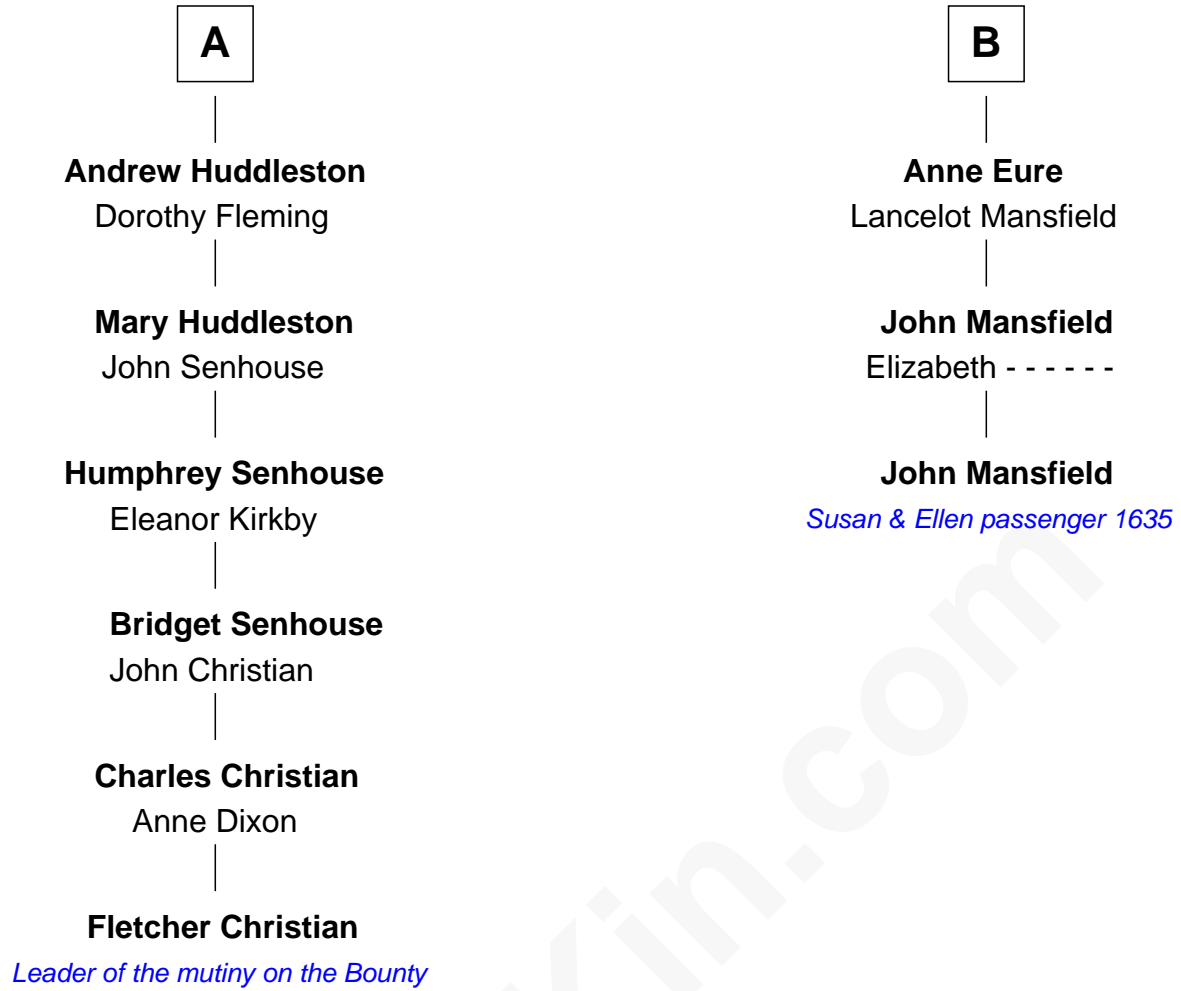 A
Andrew Huddleston
Dorothy Fleming
Mary Huddleston
John Senhouse
Humphrey Senhouse
Eleanor Kirkby
Bridget Senhouse
John Christian
Charles Christian
Anne Dixon
Fletcher Christian
Leader of the mutiny on the Bounty
B
Anne Eure
Lancelot Mansfield
John Mansfield
Elizabeth - - - - - -
John Mansfield
Susan & Ellen passenger 1635
kin.com